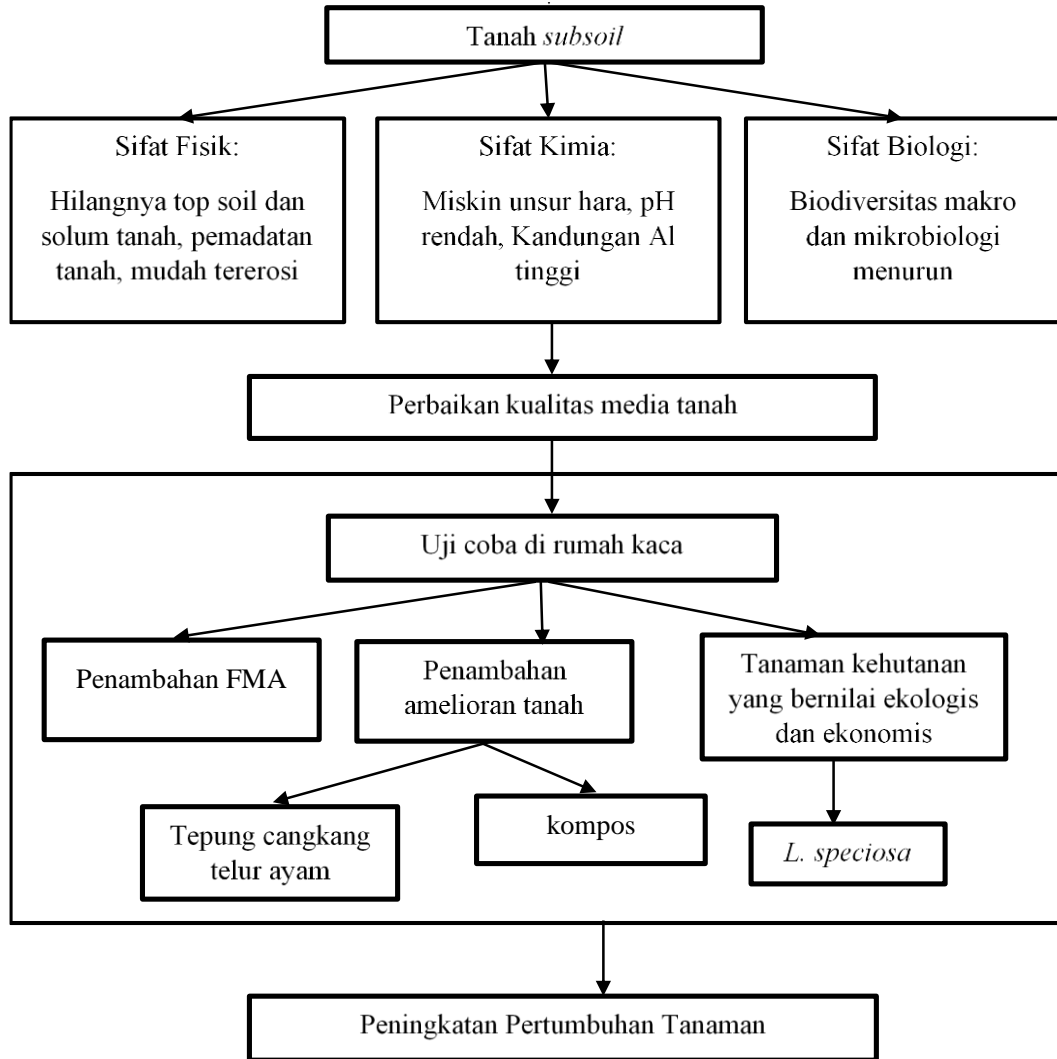 Tanah subsoil
Sifat Fisik:
Hilangnya top soil dan
solum tanah, pemadatan
tanah, mudah tererosi
Sifat Kimia:
Miskin unsur hara, pH
rendah, Kandungan Al
tinggi
Sifat Biologi:
Biodiversitas makro
dan mikrobiologi
menurun
Perbaikan kualitas media tanah
Uji coba di rumah kaca
Penambahan FMA
Penambahan
amelioran tanah
Tanaman kehutanan
yang bernilai ekologis
dan ekonomis
Tepung cangkang
telur ayam
kompos
L. speciosa
Peningkatan Pertumbuhan Tanaman